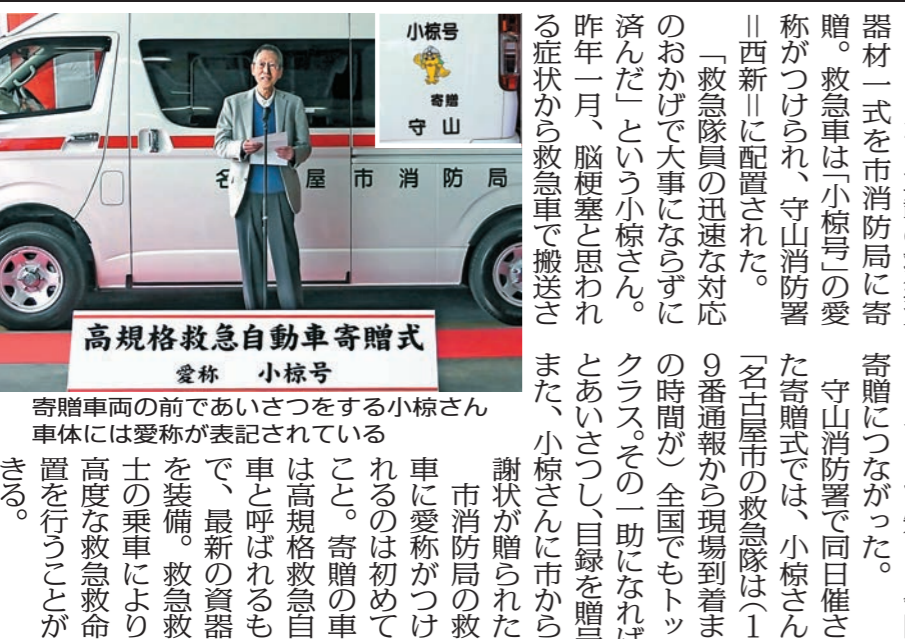 器材一式を市消防局に寄
贈。救急車は「小椋号」の愛
称がつけられ、守山消防署
＝西新＝に配置された。
「救急隊員の迅速な対応
のおかげで大事にならずに
済んだ」という小椋さん。
昨年一月、脳梗塞と思われ
る症状から救急車で搬送さ
寄贈につながった。
守山消防署で同日催さ
た寄贈式では、小椋さん
「名古屋市の救急隊は（1
9番通報から現場到着ま
の時間が）全国でもトッ
クラス。その一助になれば
とあいさつし、目録を贈呈
また、小椋さんに市から
謝状が贈られた
市消防局の救
車に愛称がつけ
れるのは初めて
こと。寄贈の車
は高規格救急自
車と呼ばれるも
で、最新の資器
を装備。救急救
士の乗車により
高度な救急救命
置を行うことが
きる。
小椋号
寄贈
守山
名 屋市消防局
高規格救急自動車寄贈式
愛称 小椋号
寄贈車両の前であいさつをする小椋さん
車体には愛称が表記されている